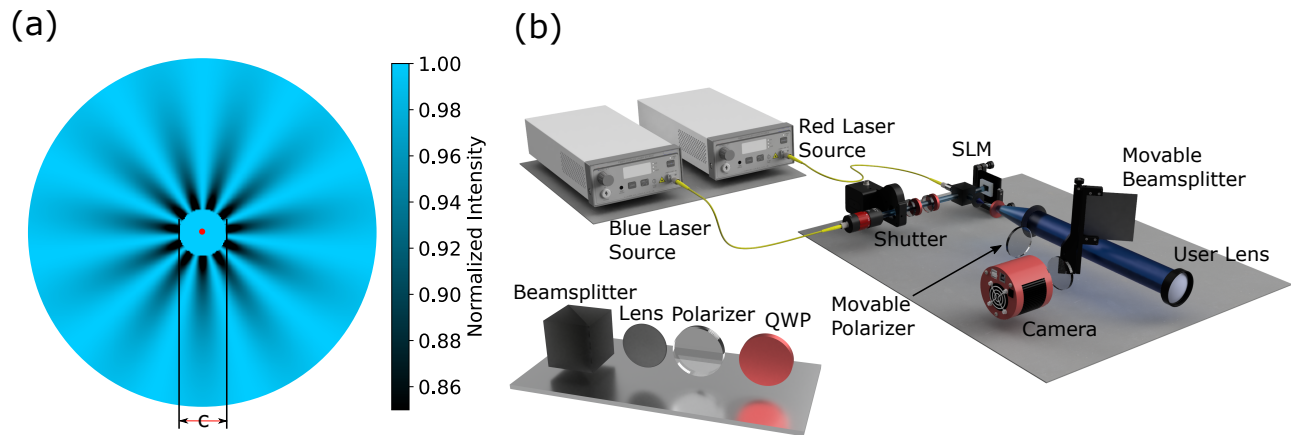 (a)
1.00
0.98
0.96
0.94
0.92
0.90
0.88
0.86
Normalized Intensity
c
(b)
Red Laser
Source
SLM
Movable
Beamsplitter
Blue Laser
Source
Shutter
User Lens
Movable
Polarizer
Camera
Beamsplitter
Lens
Polarizer
QWP